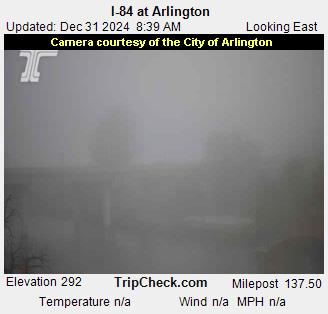 I-84 at Arlington
Updated: Dec 31 2024 8:39 AM Looking East
Camera courtesy of the City of Arlington
Elevation 292 TripCheck.com Milepost 137.50
Temperature n/a Wind n/a MPH n/a